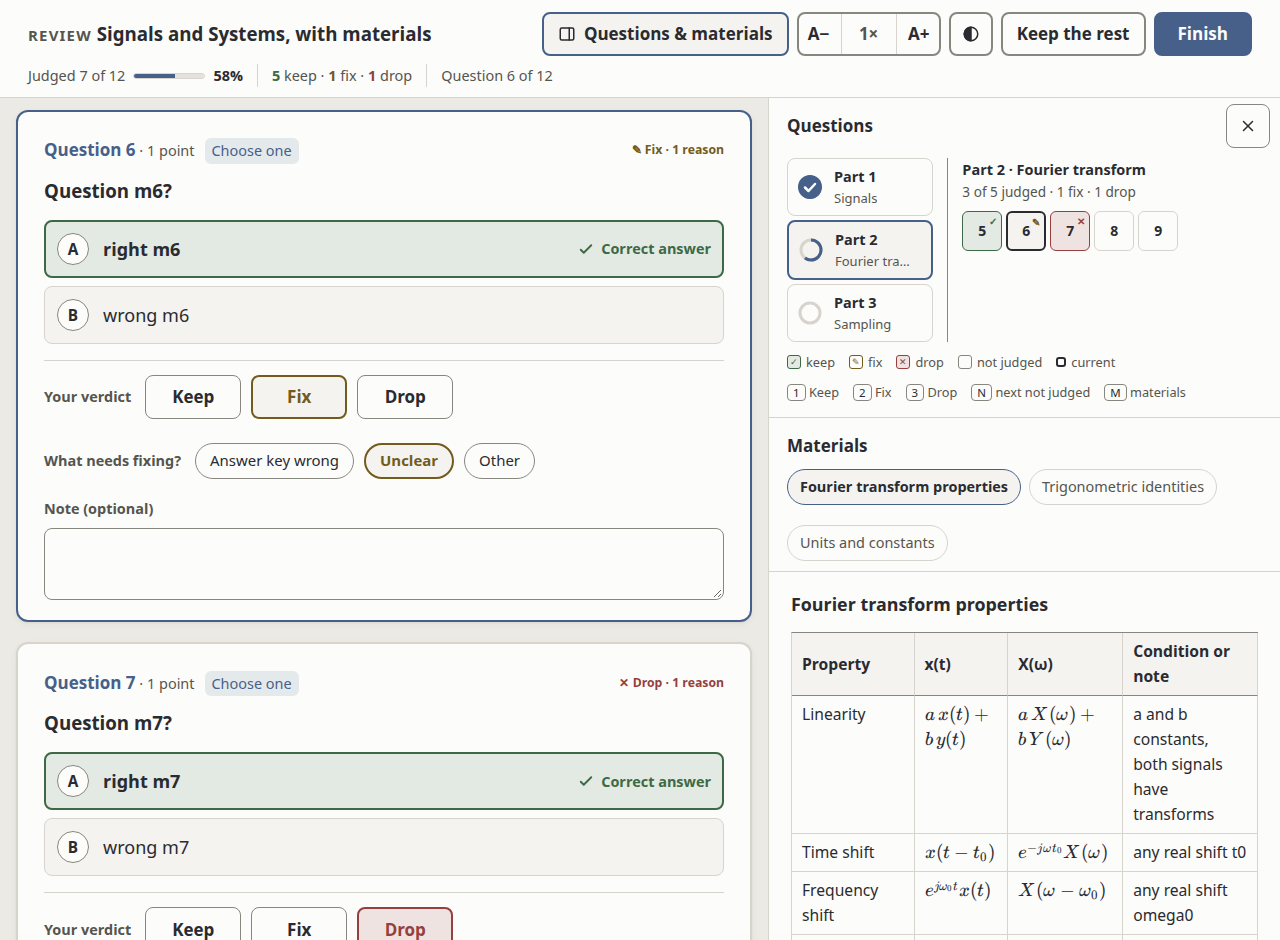 REVIEW Signals and Systems, with materials
Questions & materials
A− 1× A+
Keep the rest
Finish
Judged 7 of 12 58% 5 keep · 1 fix · 1 drop Question 6 of 12
Question 6 · 1 point Choose one ✎ Fix · 1 reason
Question m6?
A right m6 ✓ Correct answer
B wrong m6
Your verdict Keep Fix Drop
What needs fixing? Answer key wrong Unclear Other
Note (optional)
Question 7 · 1 point Choose one ✕ Drop · 1 reason
Question m7?
A right m7 ✓ Correct answer
B wrong m7
Your verdict Keep Fix Drop
Questions ×
Part 1
Signals
Part 2
Fourier tra...
Part 3
Sampling
Part 2 · Fourier transform
3 of 5 judged · 1 fix · 1 drop
5 ✓ 6 ✎ 7 ✕ 8 9
✓ keep ✎ fix ✕ drop not judged current
1 Keep 2 Fix 3 Drop N next not judged M materials
Materials
Fourier transform properties Trigonometric identities
Units and constants
Fourier transform properties
Property x(t) X(ω) Condition or note
Linearity a x(t) + b y(t) a X(ω) + b Y(ω) a and b constants, both signals have transforms
Time shift x(t − t₀) e^{−jωt₀} X(ω) any real shift t0
Frequency shift e^{jω₀t} x(t) X(ω − ω₀) any real shift omega0